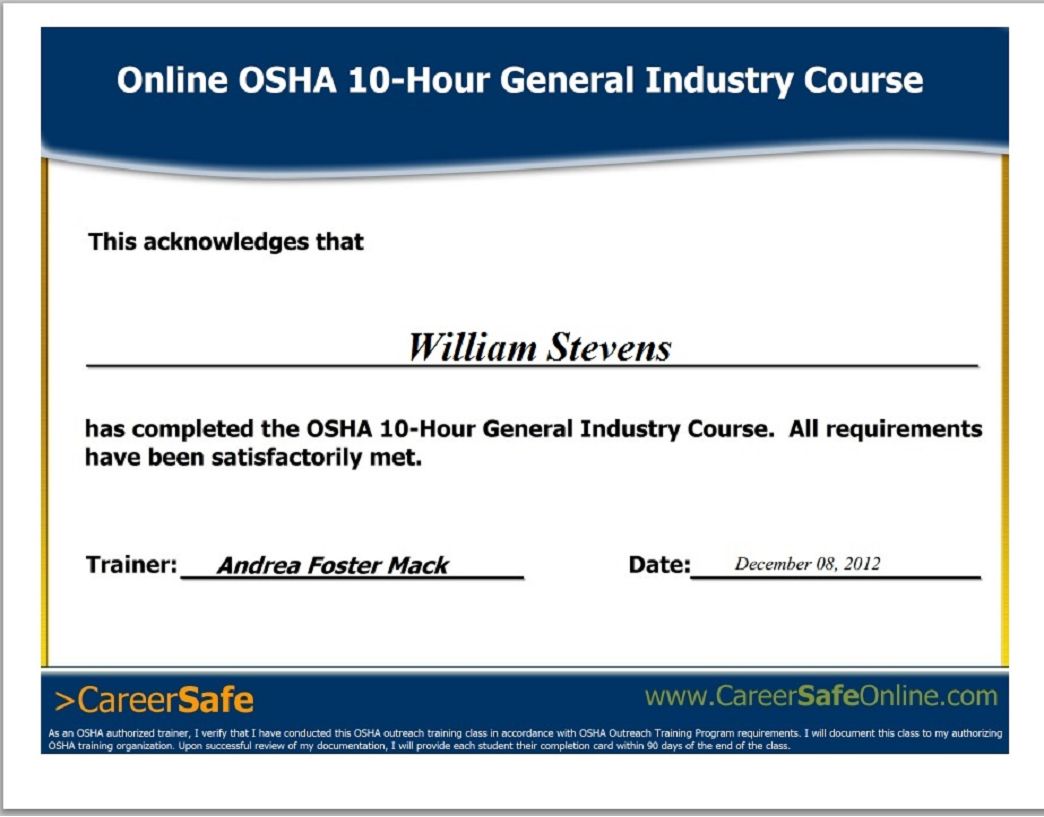 Online OSHA 10-Hour General Industry Course
This acknowledges that
William Stevens
has completed the OSHA 10-Hour General Industry Course. All requirements
have been satisfactorily met.
Trainer: Andrea Foster Mack Date: December 08, 2012
>CareerSafe www.CareerSafeOnline.com
As an OSHA authorized trainer, I verify that I have conducted this OSHA outreach training class in accordance with OSHA Outreach Training Program requirements. I will document this class to my authorizing
OSHA training organization. Upon successful review of my documentation, I will provide each student their completion card within 90 days of the end of the class.